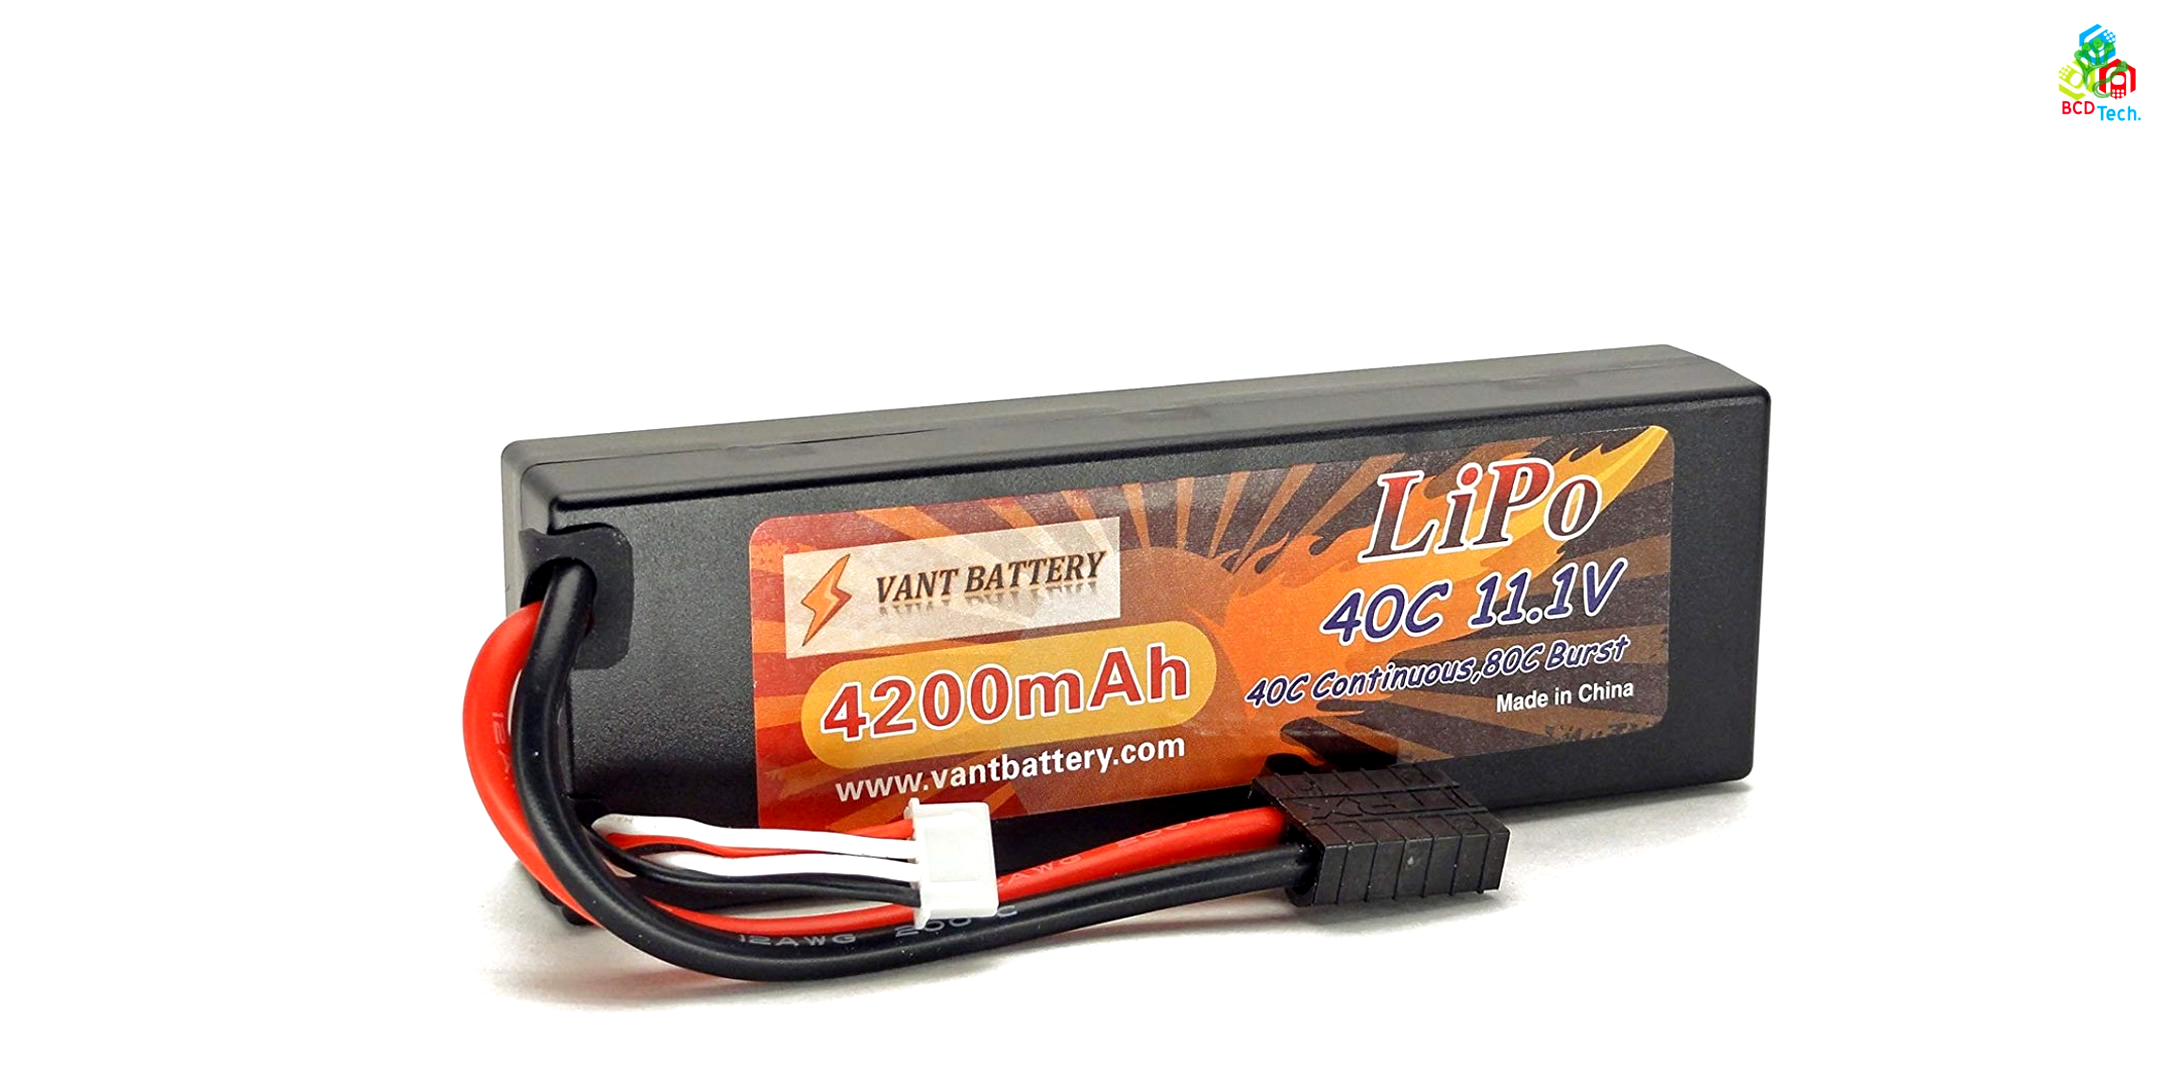 BCD Tech.
VANT BATTERY
4200mAh
www.vantbattery.com
LiPo
40C 11.1V
40C Continuous,80C Burst
Made in China
12AWG 200°C